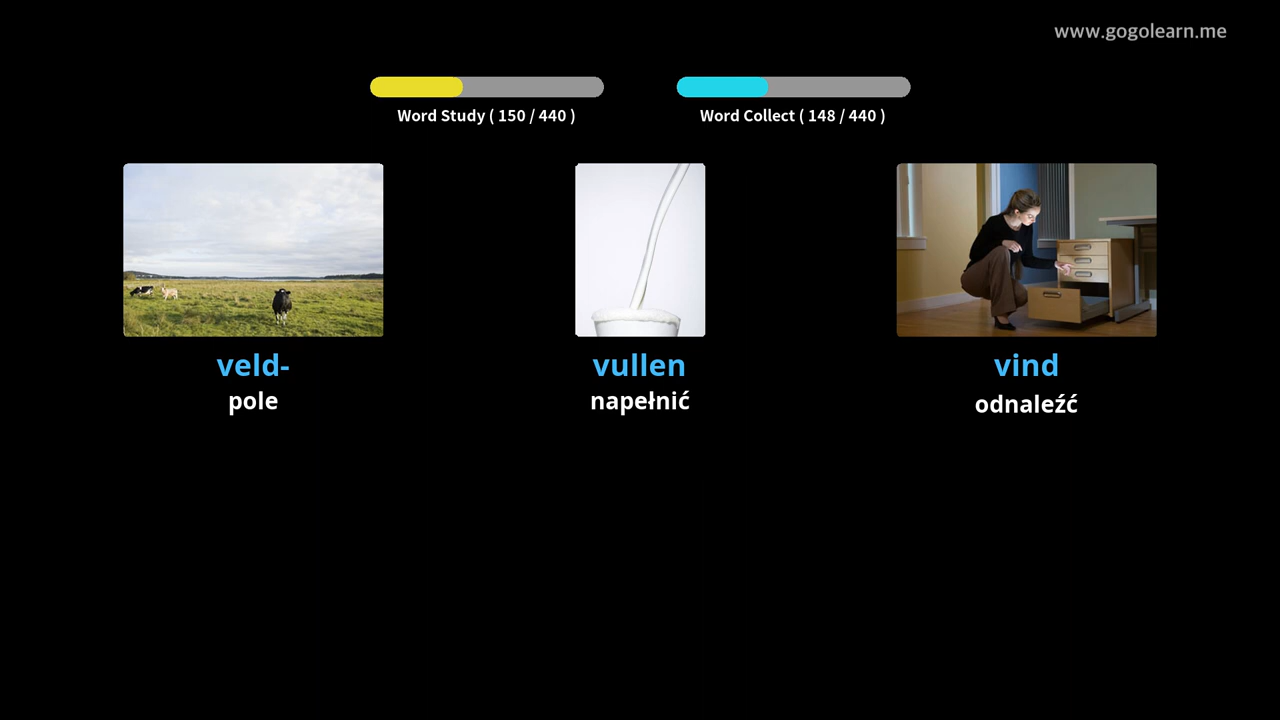 www.gogolearn.me
Word Study ( 150 / 440 )
Word Collect ( 148 / 440 )
veld-
pole
vullen
napełnić
vind
odnaleźć